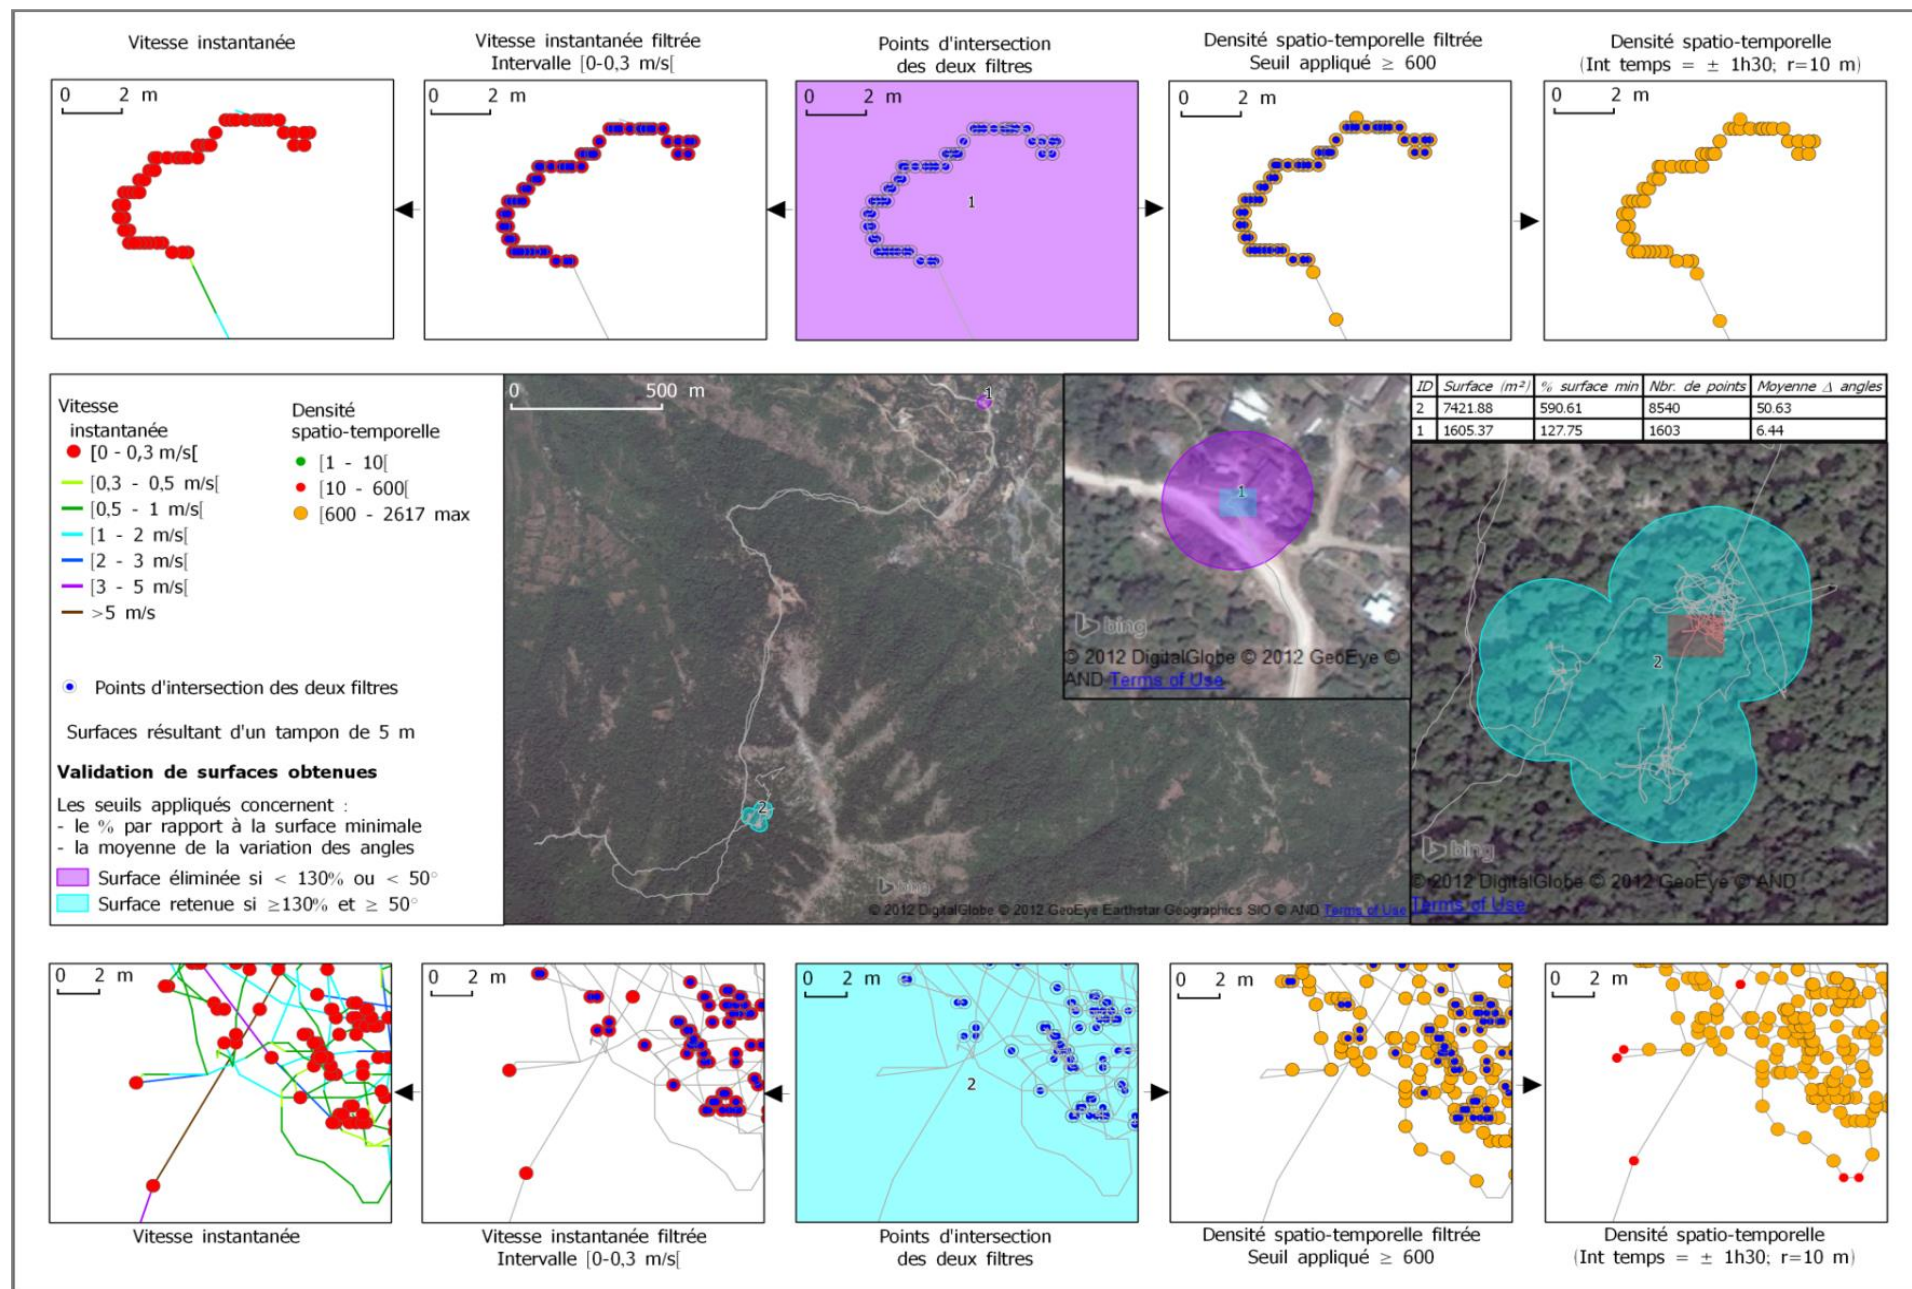 Vitesse instantanée
Vitesse instantanée filtrée
Intervalle [0-0,3 m/s[
Points d'intersection
des deux filtres
Densité spatio-temporelle filtrée
Seuil appliqué ≥ 600
Densité spatio-temporelle
(Int temps = ± 1h30; r=10 m)
0 2 m
0 2 m
0 2 m
1
0 2 m
0 2 m
Vitesse
instantanée
[0 - 0,3 m/s[
[0,3 - 0,5 m/s[
[0,5 - 1 m/s[
[1 - 2 m/s[
[2 - 3 m/s[
[3 - 5 m/s[
>5 m/s
Densité
spatio-temporelle
[1 - 10[
[10 - 600[
[600 - 2617 max
Points d'intersection des deux filtres
Surfaces résultant d'un tampon de 5 m
Validation de surfaces obtenues
Les seuils appliqués concernent :
- le % par rapport à la surface minimale
- la moyenne de la variation des angles
Surface éliminée si < 130% ou < 50°
Surface retenue si ≥130% et ≥ 50°
0 500 m
1
2
bing
© 2012 DigitalGlobe © 2012 GeoEye Earthstar Geographics SIO © AND Terms of Use
1
bing
© 2012 DigitalGlobe © 2012 GeoEye ©
AND Terms of Use
ID Surface (m²) % surface min Nbr. de points Moyenne Δ angles
2 7421.88 590.61 8540 50.63
1 1605.37 127.75 1603 6.44
2
bing
© 2012 DigitalGlobe © 2012 GeoEye © AND
Terms of Use
0 2 m
0 2 m
0 2 m
2
0 2 m
0 2 m
Vitesse instantanée
Vitesse instantanée filtrée
Intervalle [0-0,3 m/s[
Points d'intersection
des deux filtres
Densité spatio-temporelle filtrée
Seuil appliqué ≥ 600
Densité spatio-temporelle
(Int temps = ± 1h30; r=10 m)